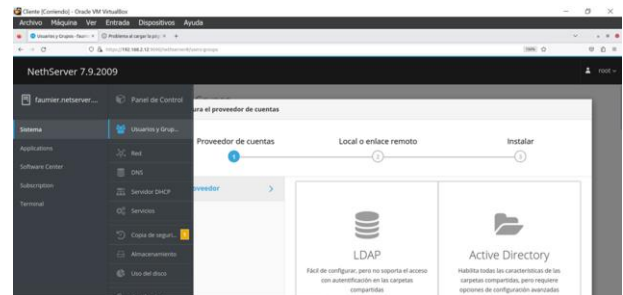 Cliente [Corriendo] - Oracle VM VirtualBox
Archivo Máquina Ver Entrada Dispositivos Ayuda
Problema al cargar la pág
NethServer 7.9.2009
root
faumier.netserver...
Panel de Control
ura el proveedor de cuentas
Sistema
Usuarios y Grup...
Proveedor de cuentas
Local o enlace remoto
Instalar
1
2
3
Applications
Red
Software Center
DNS
oveedor
Subscription
Servidor DHCP
Terminal
Servicios
Copia de seguri...
Almacenamiento
Uso del disco
LDAP
Fácil de configurar, pero no soporta el acceso
con autentificación en las carpetas
compartidas
Active Directory
Habilita todas las características de las
carpetas compartidas, pero requiere
opciones de configuración avanzadas